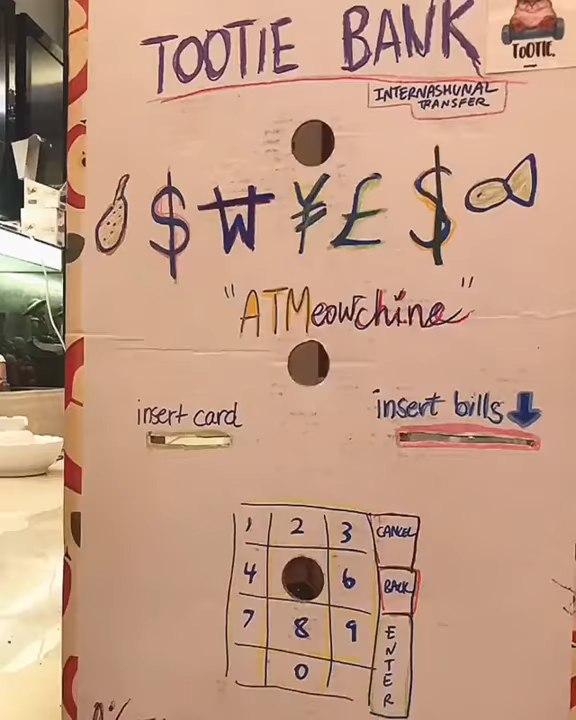 TOOTIE BANK
TOOTIE.
INTERNASHUNAL
TRANSFER
$ ₩ ¥ £ $
"ATMeowchine"
insert card
insert bills
1 2 3 CANCEL
4 6 BACK
7 8 9 ENTER
0